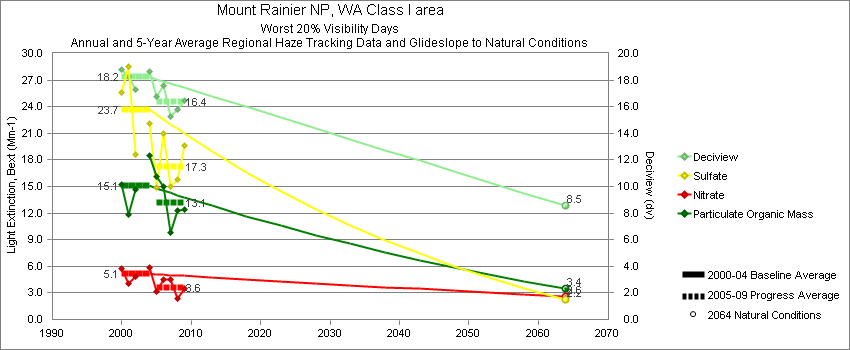 Mount Rainier NP, WA Class I area
Worst 20% Visibility Days
Annual and 5-Year Average Regional Haze Tracking Data and Glideslope to Natural Conditions
30.0
27.0
24.0
21.0
18.0
15.0
12.0
9.0
6.0
3.0
0.0
Light Extinction, Bext (Mm-1)
18.2
16.4
23.7
17.3
15.1
13.1
5.1
3.6
8.5
3.4
2.2
20.0
18.0
16.0
14.0
12.0
10.0
8.0
6.0
4.0
2.0
0.0
Deciview (dv)
1990 2000 2010 2020 2030 2040 2050 2060 2070
Deciview
Sulfate
Nitrate
Particulate Organic Mass
2000-04 Baseline Average
2005-09 Progress Average
2064 Natural Conditions